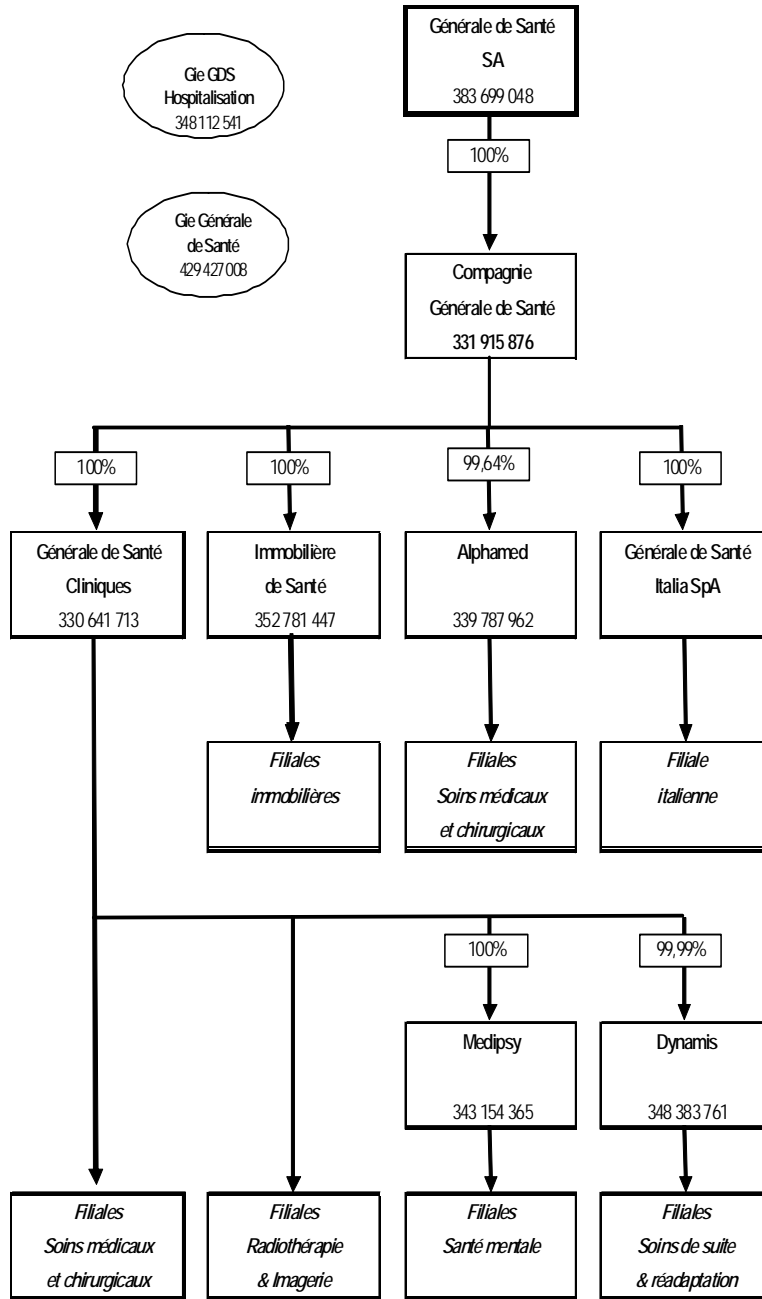 Générale de Santé
SA
383 699 048
Gie GDS
Hospitalisation
348 112 541
100%
Gie Générale
de Santé
429 427 008
Compagnie
Générale de Santé
331 915 876
100%
100%
99,64%
100%
Générale de Santé
Cliniques
330 641 713
Immobilière
de Santé
352 781 447
Alphamed
339 787 962
Générale de Santé
Italia SpA
Filiales
immobilières
Filiales
Soins médicaux
et chirurgicaux
Filiale
italienne
100%
99,99%
Medipsy
343 154 365
Dynamis
348 383 761
Filiales
Soins médicaux
et chirurgicaux
Filiales
Radiothérapie
& Imagerie
Filiales
Santé mentale
Filiales
Soins de suite
& réadaptation